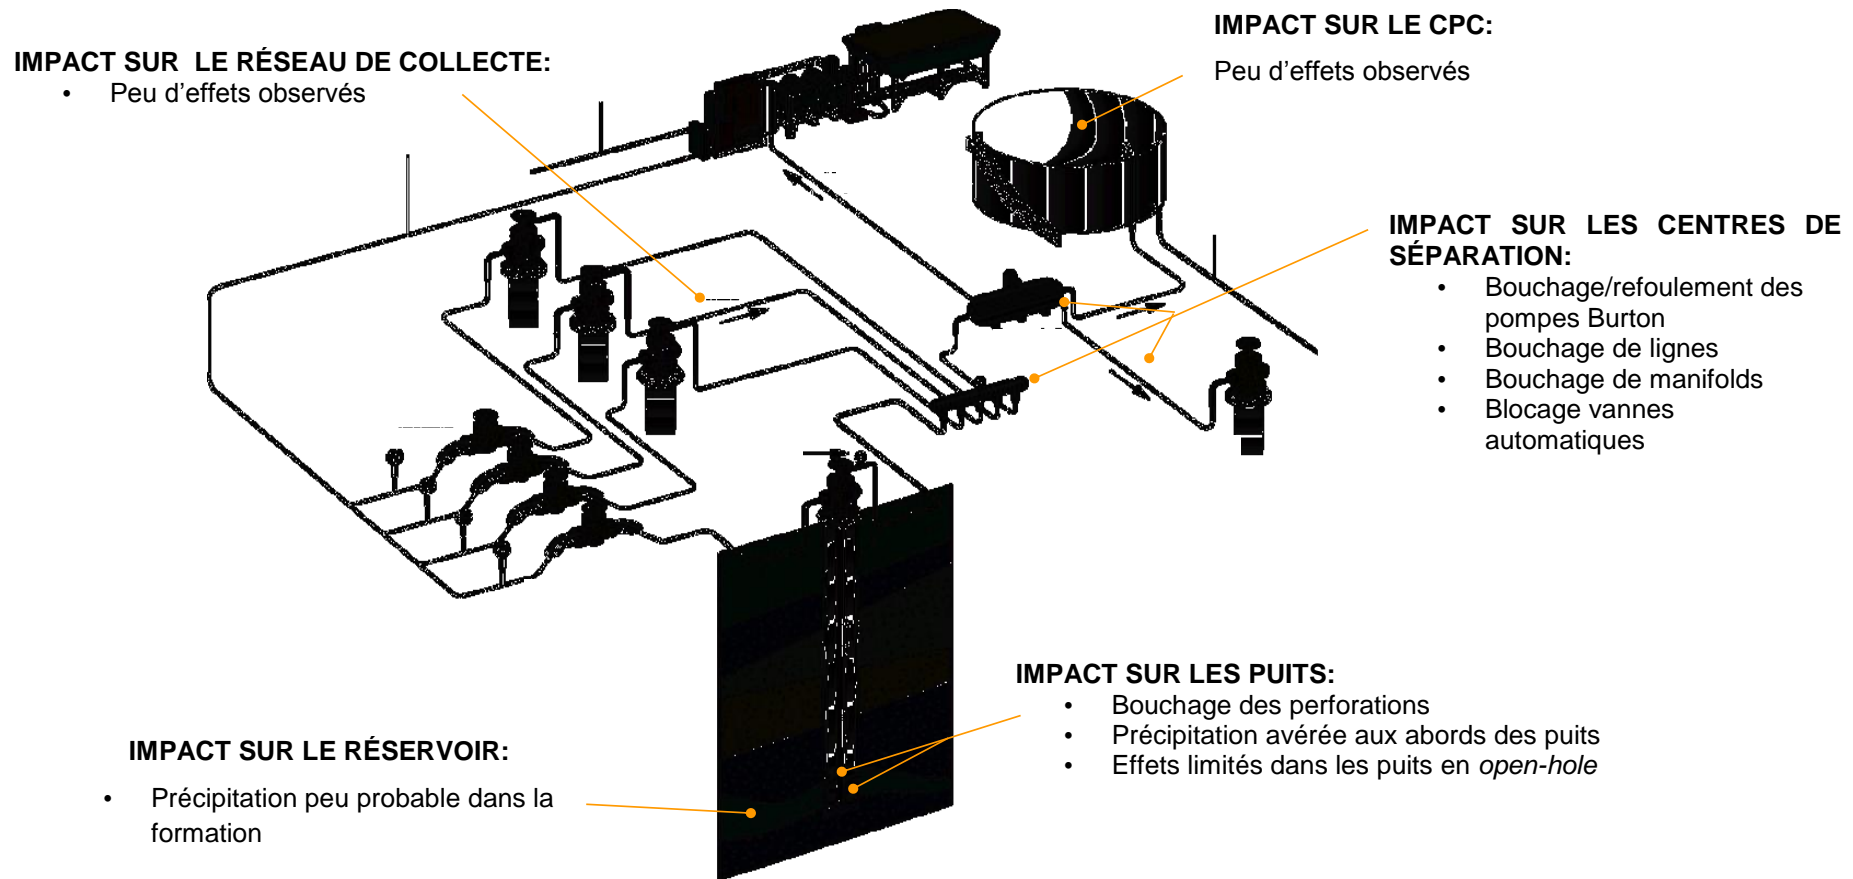 IMPACT SUR LE RÉSEAU DE COLLECTE:
• Peu d’effets observés
IMPACT SUR LE CPC:
Peu d’effets observés
IMPACT SUR LES CENTRES DE
SÉPARATION:
• Bouchage/refoulement des
pompes Burton
• Bouchage de lignes
• Bouchage de manifolds
• Blocage vannes
automatiques
IMPACT SUR LES PUITS:
• Bouchage des perforations
• Précipitation avérée aux abords des puits
• Effets limités dans les puits en open-hole
IMPACT SUR LE RÉSERVOIR:
• Précipitation peu probable dans la
formation